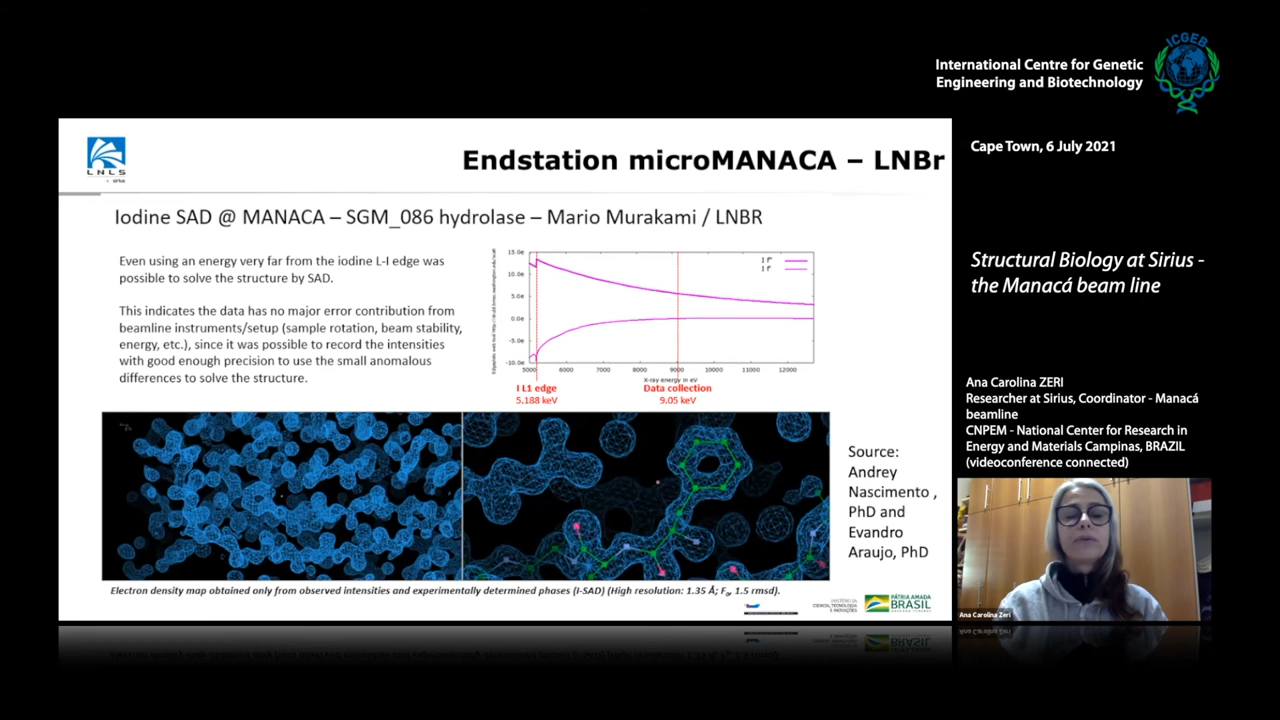 ICGEB
International Centre for Genetic
Engineering and Biotechnology
Cape Town, 6 July 2021
Structural Biology at Sirius -
the Manacá beam line
Ana Carolina ZERI
Researcher at Sirius, Coordinator - Manacá
beamline
CNPEM - National Center for Research in
Energy and Materials Campinas, BRAZIL
(videoconference connected)
Ana Carolina Zeri
LNLS
Endstation microMANACA – LNBr
Iodine SAD @ MANACA – SGM_086 hydrolase – Mario Murakami / LNBR
Even using an energy very far from the iodine L-I edge was
possible to solve the structure by SAD.
This indicates the data has no major error contribution from
beamline instruments/setup (sample rotation, beam stability,
energy, etc.), since it was possible to record the intensities
with good enough precision to use the small anomalous
differences to solve the structure.
15.0e
10.0e
5.0e
0.0e
-5.0e
-10.0e
5000 6000 7000 8000 9000 10000 11000 12000
X-ray energy in eV
I L1 edge
5.188 keV
Data collection
9.05 keV
Source:
Andrey
Nascimento ,
PhD and
Evandro
Araujo, PhD
Electron density map obtained only from observed intensities and experimentally determined phases (I-SAD) (High resolution: 1.35 Å; Fo, 1.5 rmsd).
MINISTÉRIO DA
CIÊNCIA, TECNOLOGIA
E INOVAÇÕES
PÁTRIA AMADA
BRASIL